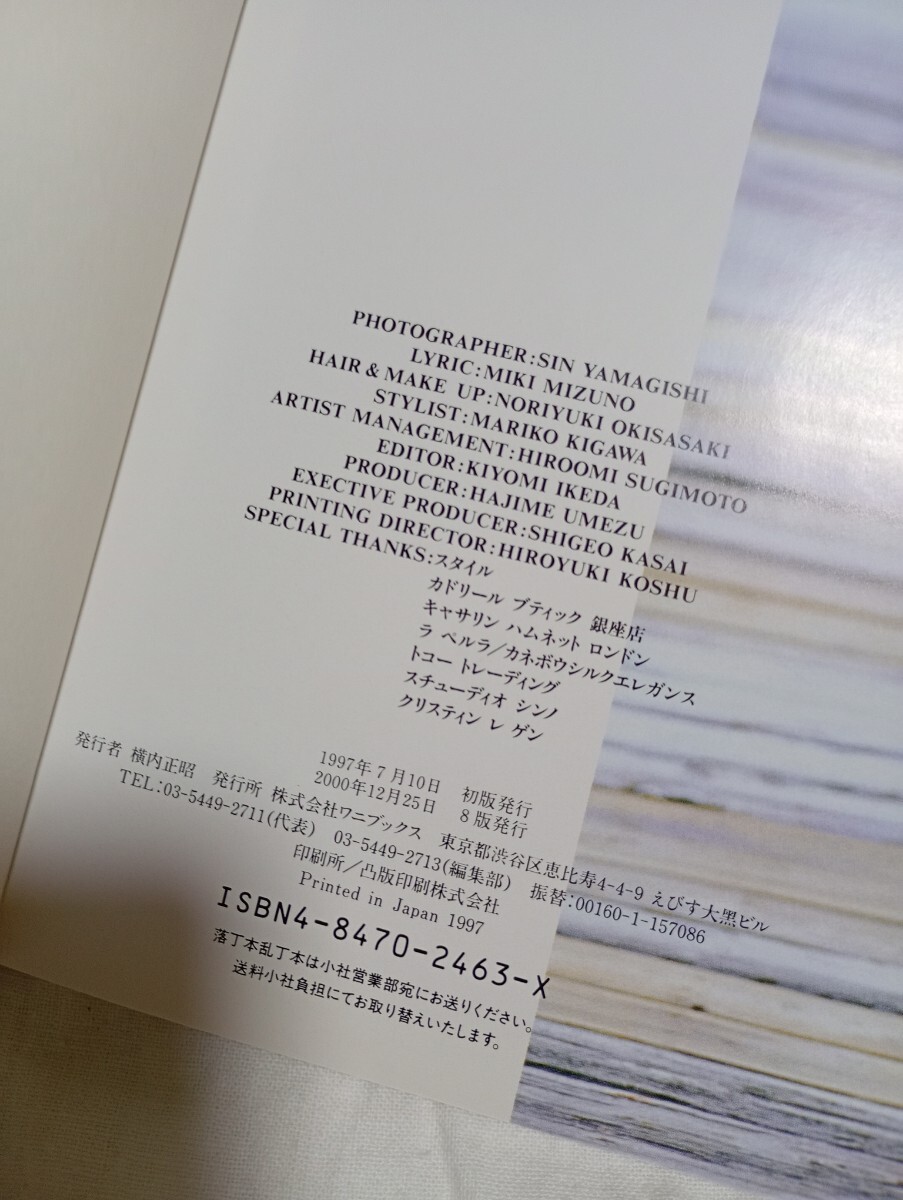 PHOTOGRAPHER:SIN YAMAGISHI
LYRIC:MIKI MIZUNO
HAIR & MAKE UP:NORIYUKI OKISASAKI
STYLIST:MARIKO KIGAWA
ARTIST MANAGEMENT:HIROOMI SUGIMOTO
EDITOR:KIYOMI IKEDA
PRODUCER:HAJIME UMEZU
EXECTIVE PRODUCER:SHIGEO KASAI
PRINTING DIRECTOR:HIROYUKI KOSHU
SPECIAL THANKS:スタイル
カドリール ブティック 銀座店
キャサリン ハムネット ロンドン
ラ ペルラ/カネボウシルクエレガンス
トコー トレーディング
スチューディオ シンノ
クリスティン レ ゲン
1997年7月10日 初版発行
2000年12月25日 8版発行
発行者 横内正昭 発行所 株式会社ワニブックス 東京都渋谷区恵比寿4-4-9 えびす大黒ビル
TEL:03-5449-2711(代表) 03-5449-2713(編集部) 振替:00160-1-157086
印刷所/凸版印刷株式会社
Printed in Japan 1997
ISBN4-8470-2463-X
落丁本乱丁本は小社営業部宛にお送りください。
送料小社負担にてお取り替えいたします。